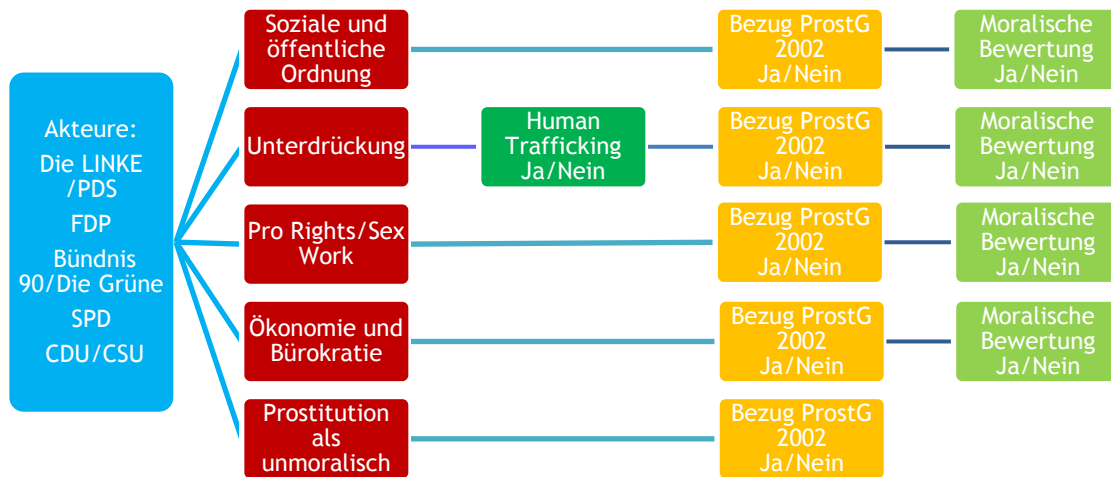 Akteure:
Die LINKE
/PDS
FDP
Bündnis
90/Die Grüne
SPD
CDU/CSU
Soziale und
öffentliche
Ordnung
Bezug ProstG
2002
Ja/Nein
Moralische
Bewertung
Ja/Nein
Unterdrückung
Human
Trafficking
Ja/Nein
Bezug ProstG
2002
Ja/Nein
Moralische
Bewertung
Ja/Nein
Pro Rights/Sex
Work
Bezug ProstG
2002
Ja/Nein
Moralische
Bewertung
Ja/Nein
Ökonomie und
Bürokratie
Bezug ProstG
2002
Ja/Nein
Moralische
Bewertung
Ja/Nein
Prostitution
als
unmoralisch
Bezug ProstG
2002
Ja/Nein